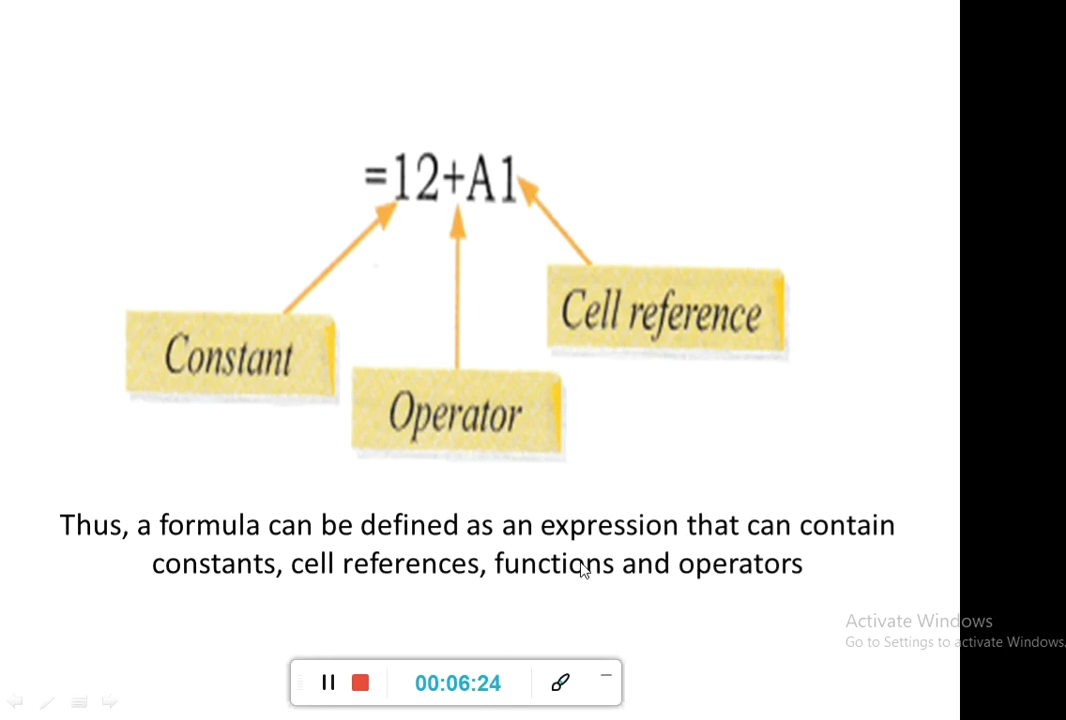 =12+A1
Cell reference
Constant
Operator
Thus, a formula can be defined as an expression that can contain
constants, cell references, functions and operators
Activate Windows
Go to Settings to activate Windows.
00:06:24